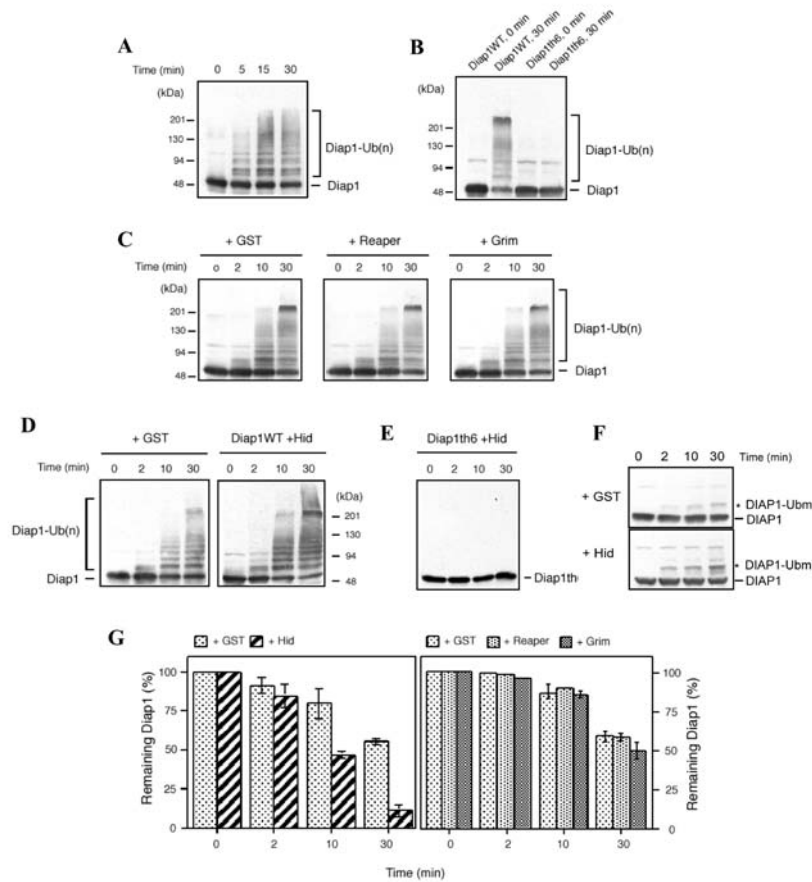 A
Time (min) 0 5 15 30
(kDa)
201
130
94
48
Diap1-Ub(n)
Diap1
B
Diap1WT, 0 min
Diap1WT, 30 min
Diap1th6, 0 min
Diap1th6, 30 min
(kDa)
201
130
94
48
Diap1-Ub(n)
Diap1
C
+ GST + Reaper + Grim
Time (min) o 2 10 30 0 2 10 30 0 2 10 30
(kDa)
201
130
94
48
Diap1-Ub(n)
Diap1
D
+ GST Diap1WT +Hid
Time (min) 0 2 10 30 0 2 10 30
(kDa)
201
130
94
48
Diap1-Ub(n)
Diap1
E
Diap1th6 +Hid
0 2 10 30
Diap1th
F
Time (min)
0 2 10 30
+ GST
* DIAP1-Ubm
DIAP1
+ Hid
* DIAP1-Ubm
DIAP1
G
+ GST + Hid + GST + Reaper + Grim
Remaining Diap1 (%)
100
75
50
25
0
0 2 10 30 0 2 10 30
100
75
50
25
0
Remaining Diap1 (%)
Time (min)